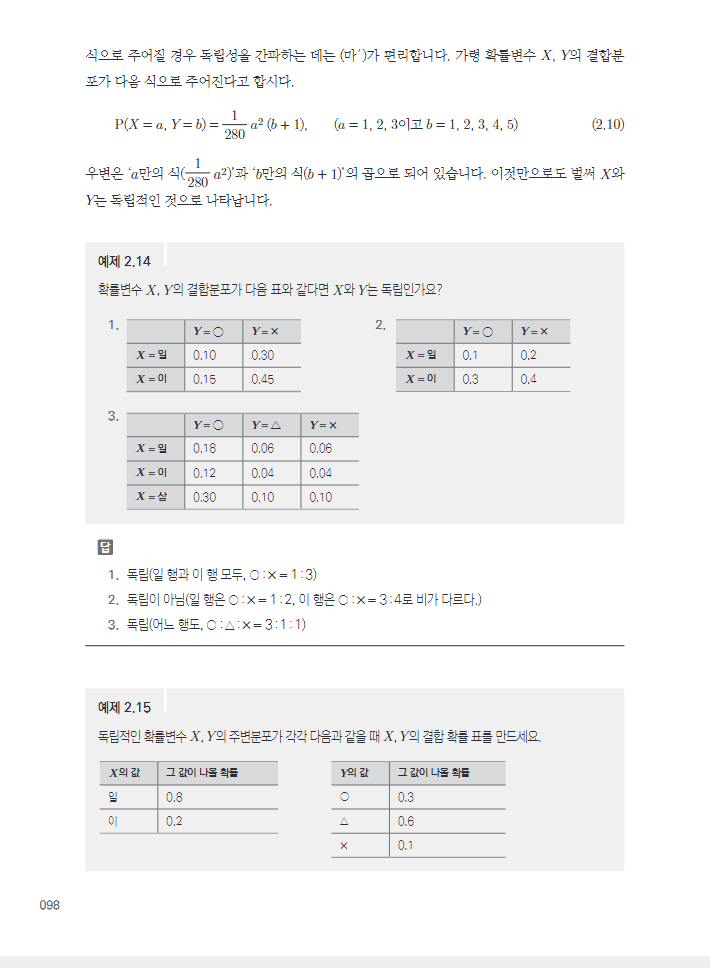 식으로 주어질 경우 독립성을 간파하는 데는 (마′)가 편리합니다. 가령 확률변수 X, Y의 결합분
포가 다음 식으로 주어진다고 합시다.
P(X = a, Y = b) = 1/280 a² (b + 1), (a = 1, 2, 3이고 b = 1, 2, 3, 4, 5) (2.10)
우변은 ‘a만의 식(1/280 a²)’과 ‘b만의 식(b + 1)’의 곱으로 되어 있습니다. 이것만으로도 벌써 X와
Y는 독립적인 것으로 나타납니다.
예제 2.14
확률변수 X, Y의 결합분포가 다음 표와 같다면 X와 Y는 독립인가요?
1.
Y = ○ Y = ×
X = 일 0.10 0.30
X = 이 0.15 0.45
2.
Y = ○ Y = ×
X = 일 0.1 0.2
X = 이 0.3 0.4
3.
Y = ○ Y = △ Y = ×
X = 일 0.18 0.06 0.06
X = 이 0.12 0.04 0.04
X = 삼 0.30 0.10 0.10
답
1. 독립(일 행과 이 행 모두, ○ : × = 1 : 3)
2. 독립이 아님(일 행은 ○ : × = 1 : 2, 이 행은 ○ : × = 3 : 4로 비가 다르다.)
3. 독립(어느 행도, ○ : △ : × = 3 : 1 : 1)
예제 2.15
독립적인 확률변수 X, Y의 주변분포가 각각 다음과 같을 때 X, Y의 결합 확률 표를 만드세요.
X의 값 그 값이 나올 확률
일 0.8
이 0.2
Y의 값 그 값이 나올 확률
○ 0.3
△ 0.6
× 0.1
098